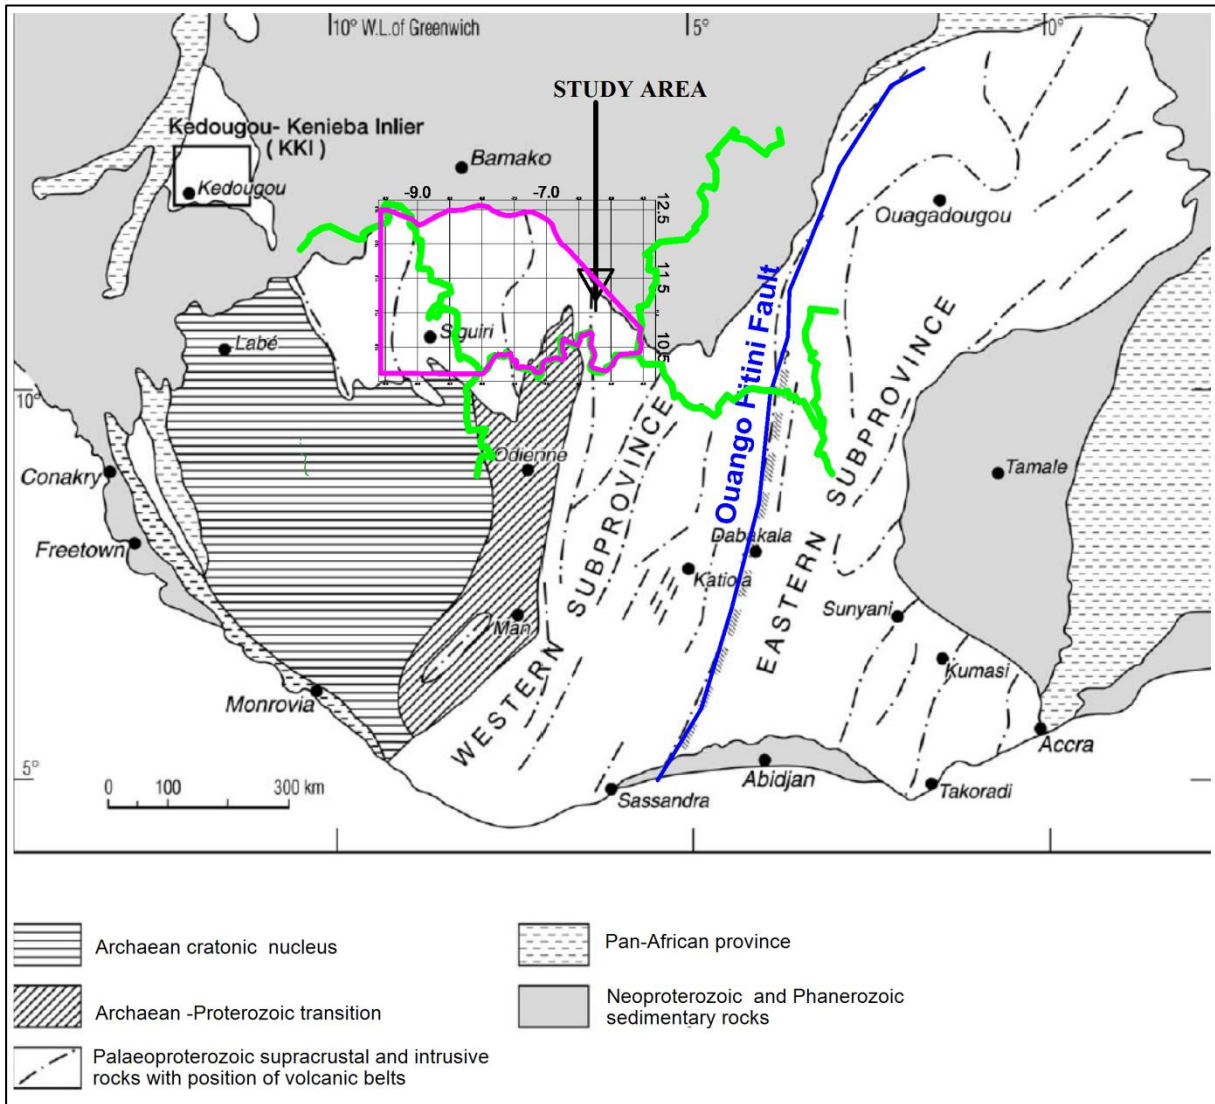 10° W.L.of Greenwich
5°
0°
STUDY AREA
Kedougou- Kenieba Inlier
( KKI )
Kedougou
Bamako
-9.0
-7.0
12.5
11.5
10.5
Ouagadougou
Siguiri
Labé
Ouango Fitini Fault
10°
WESTERN SUBPROVINCE
EASTERN SUBPROVINCE
Odienne
Conakry
Tamale
Freetown
Dabakala
Katiola
Man
Sunyani
Kumasi
Monrovia
Accra
5°
0 100 300 km
Abidjan
Sassandra
Takoradi
Archaean cratonic nucleus
Pan-African province
Archaean -Proterozoic transition
Neoproterozoic and Phanerozoic
sedimentary rocks
Palaeoproterozoic supracrustal and intrusive
rocks with position of volcanic belts